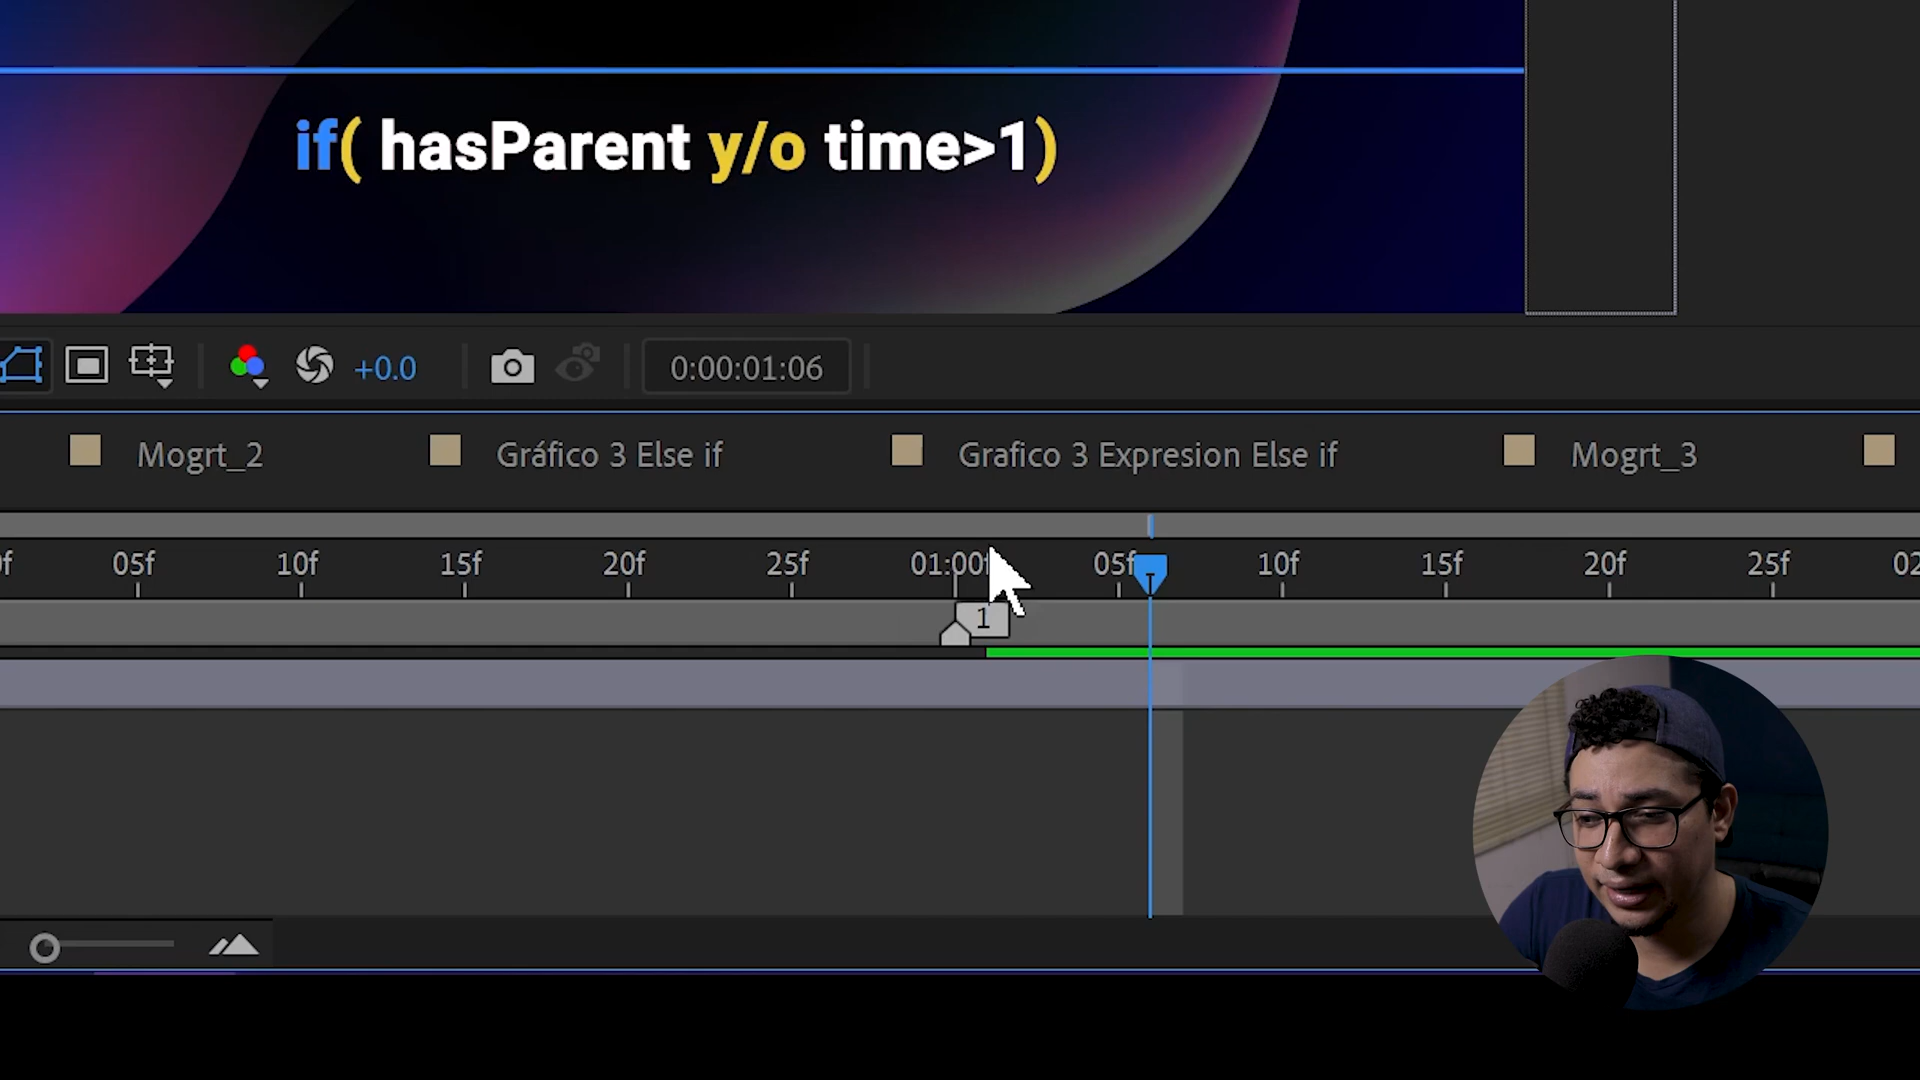 if( hasParent y/o time>1)
+0.0 0:00:01:06
Mogrt_2 Gráfico 3 Else if Grafico 3 Expresion Else if Mogrt_3
05f 10f 15f 20f 25f 01:00f 05f 10f 15f 20f 25f 02
1